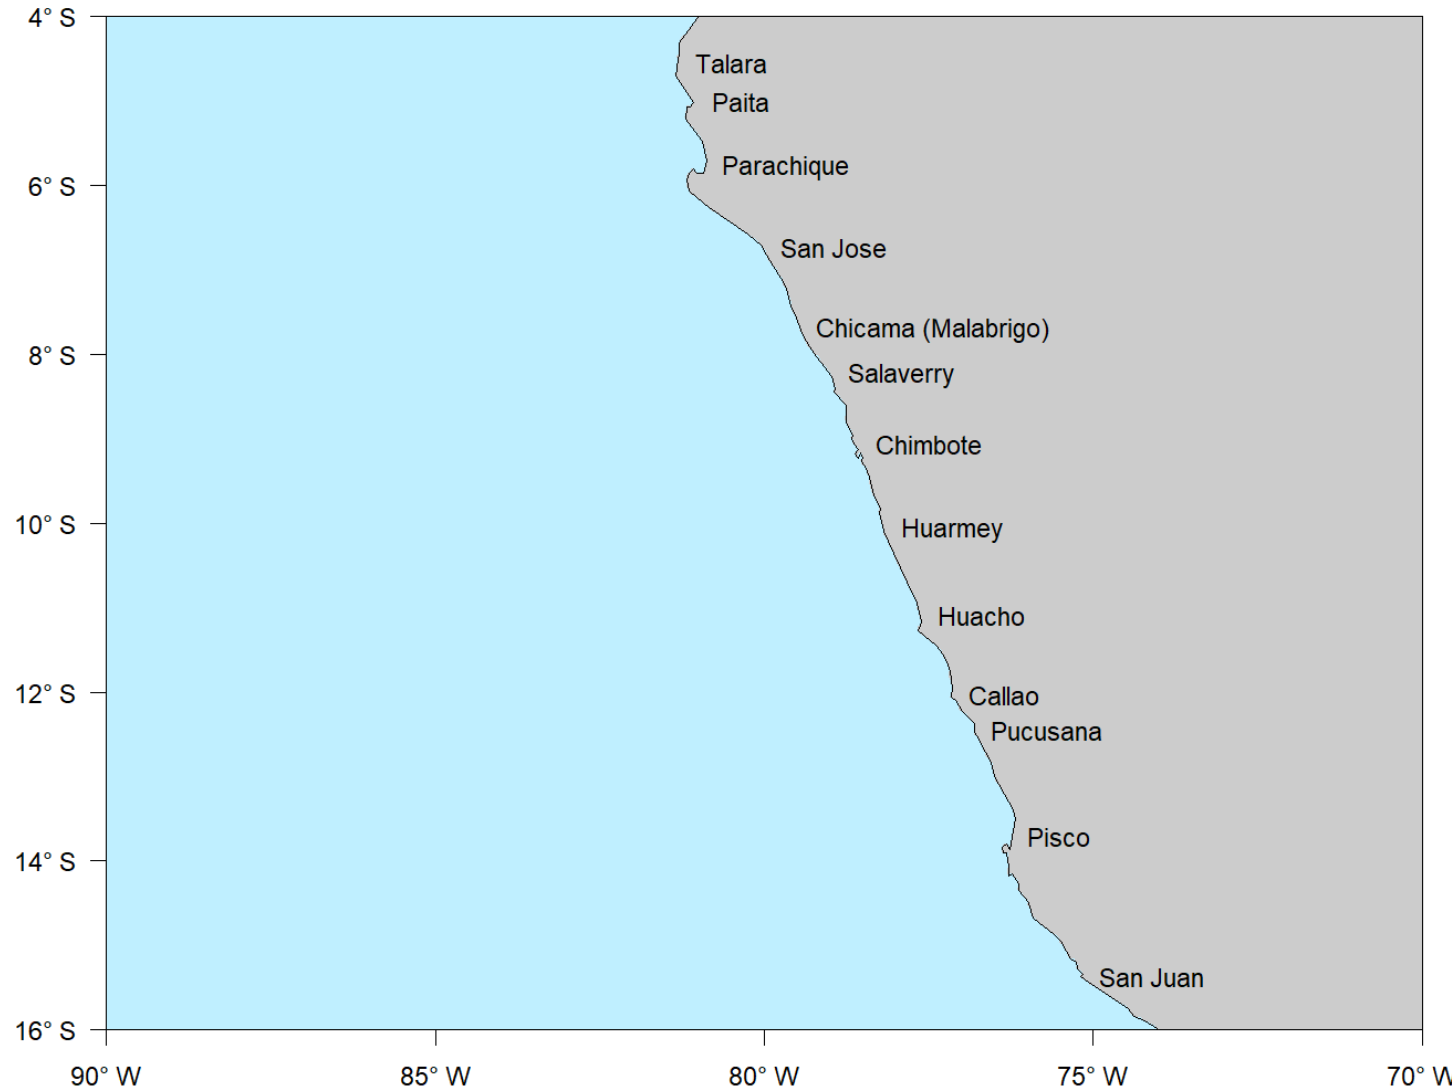 4° S
Talara
Paita
Parachique
6° S
San Jose
Chicama (Malabrigo)
8° S
Salaverry
Chimbote
10° S
Huarmey
Huacho
12° S
Callao
Pucusana
14° S
Pisco
San Juan
16° S
90° W
85° W
80° W
75° W
70° W